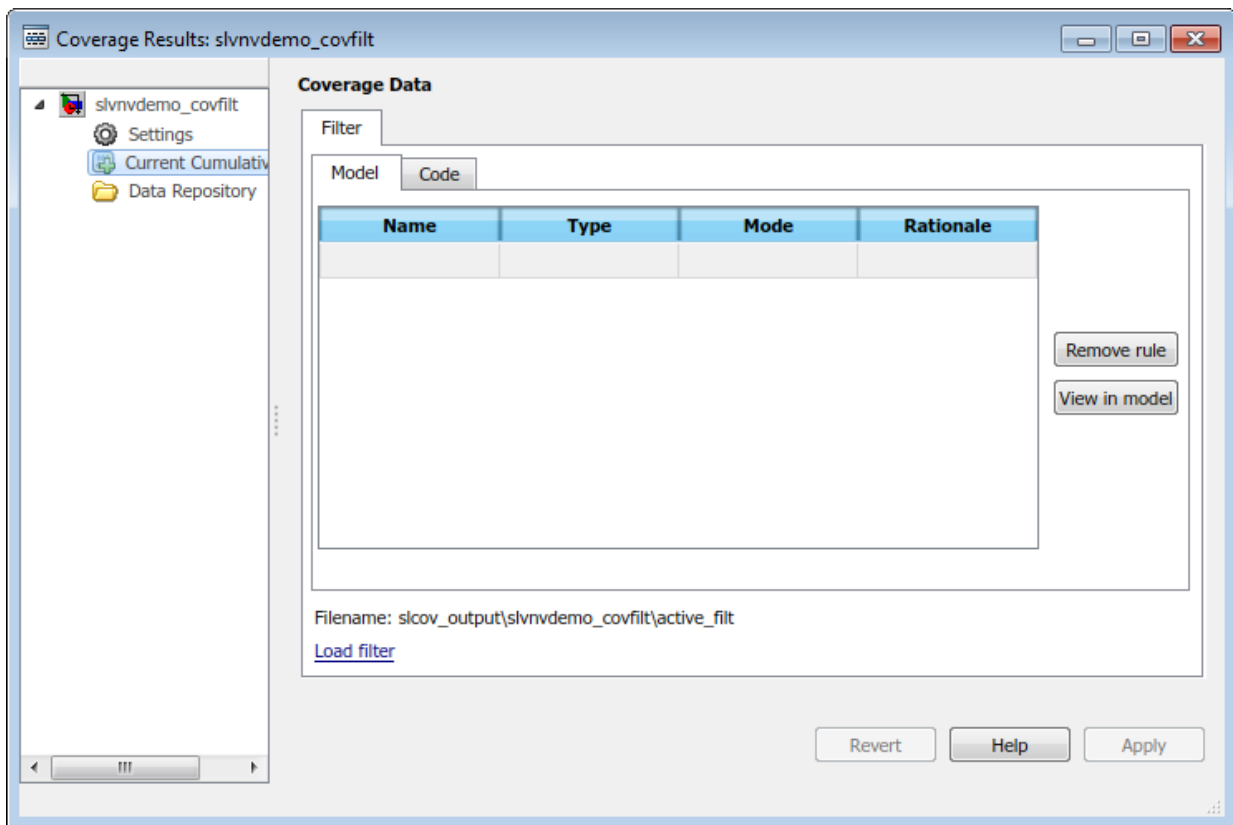 Coverage Results: slvnvdemo_covfilt
slvnvdemo_covfilt
Settings
Current Cumulativ
Data Repository
Coverage Data
Filter
Model Code
Name Type Mode Rationale
Remove rule
View in model
Filename: slcov_output\slvnvdemo_covfilt\active_filt
Load filter
Revert Help Apply